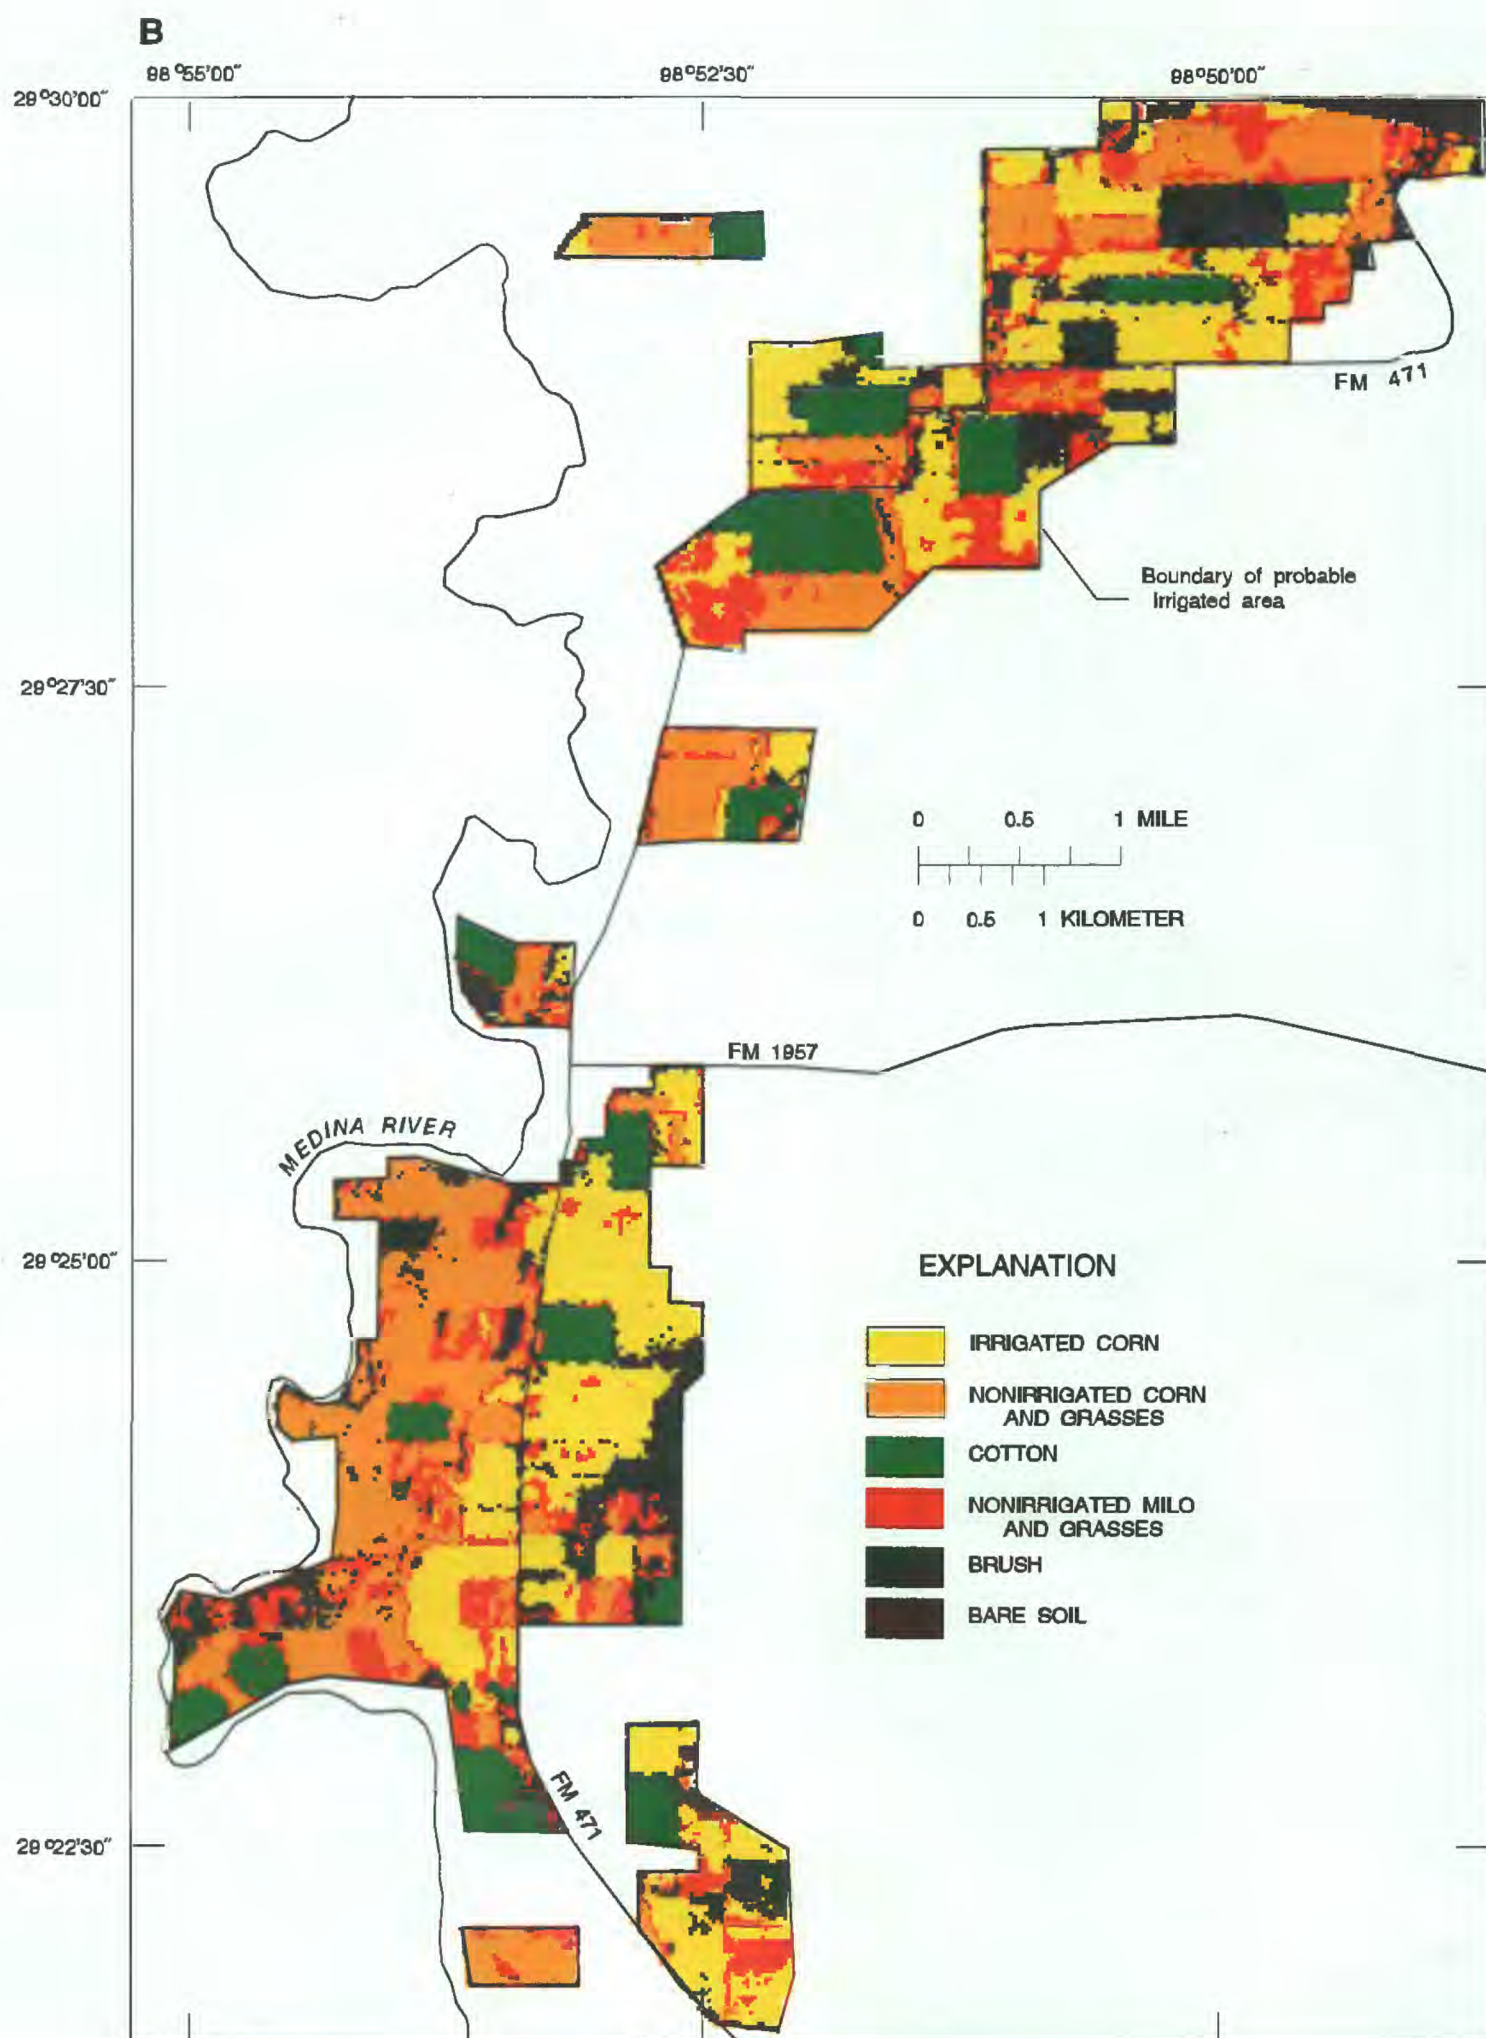 B
98°55'00" 98°52'30" 98°50'00"
29°30'00"
FM 471
Boundary of probable
Irrigated area
29°27'30"
0 0.5 1 MILE
0 0.5 1 KILOMETER
FM 1957
MEDINA RIVER
29°25'00"
EXPLANATION
IRRIGATED CORN
NONIRRIGATED CORN
AND GRASSES
COTTON
NONIRRIGATED MILO
AND GRASSES
BRUSH
BARE SOIL
FM 471
29°22'30"